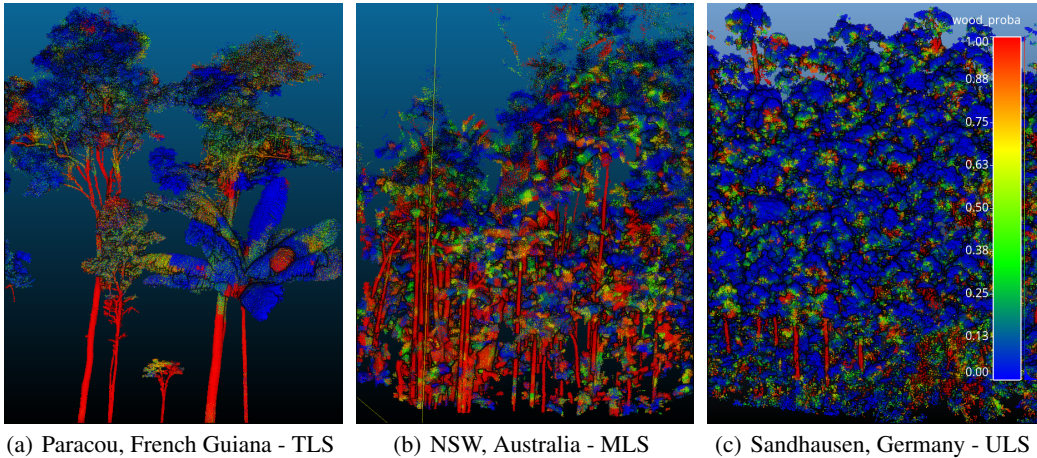 wood_proba
1.00
0.88
0.75
0.63
0.50
0.38
0.25
0.13
0.00
(a) Paracou, French Guiana - TLS
(b) NSW, Australia - MLS
(c) Sandhausen, Germany - ULS